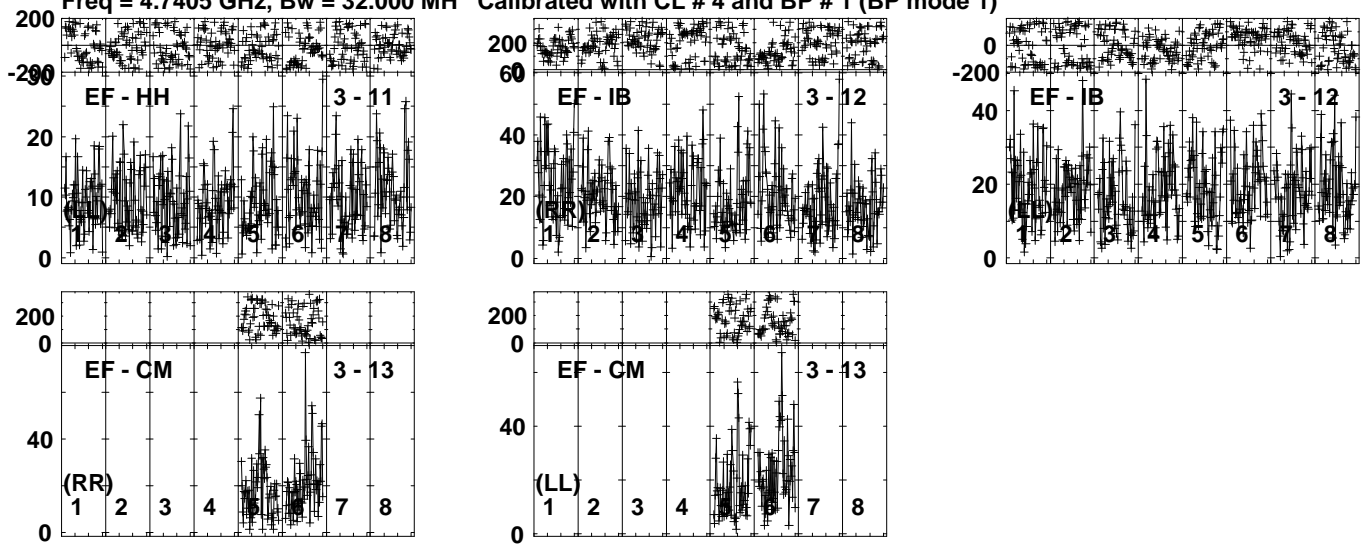 Freq = 4.7405 GHz, Bw = 32.000 MH Calibrated with CL # 4 and BP # 1 (BP mode 1)
200
-200
30
20
10
0
EF - HH 3 - 11
(LL)
1 2 3 4 5 6 7 8
200
0
60
40
20
0
EF - IB 3 - 12
(RR)
1 2 3 4 5 6 7 8
0
-200
40
20
0
EF - IB 3 - 12
(LL)
1 2 3 4 5 6 7 8
200
0
40
0
EF - CM 3 - 13
(RR)
1 2 3 4 5 6 7 8
200
0
40
0
EF - CM 3 - 13
(LL)
1 2 3 4 5 6 7 8